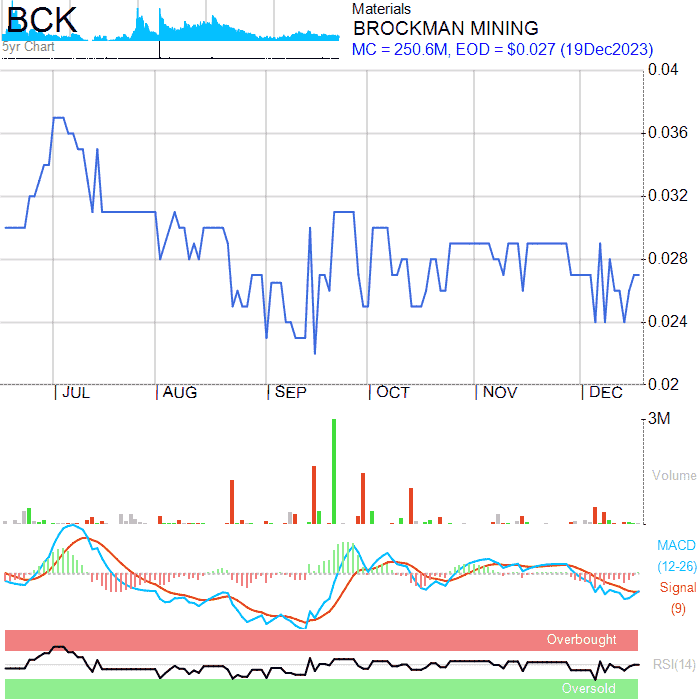 BCK
5yr Chart
Materials
BROCKMAN MINING
MC = 250.6M, EOD = $0.027 (19Dec2023)
0.04
0.036
0.032
0.028
0.024
0.02
JUL AUG SEP OCT NOV DEC
3M
Volume
MACD
(12-26)
Signal
(9)
Overbought
RSI(14)
Oversold